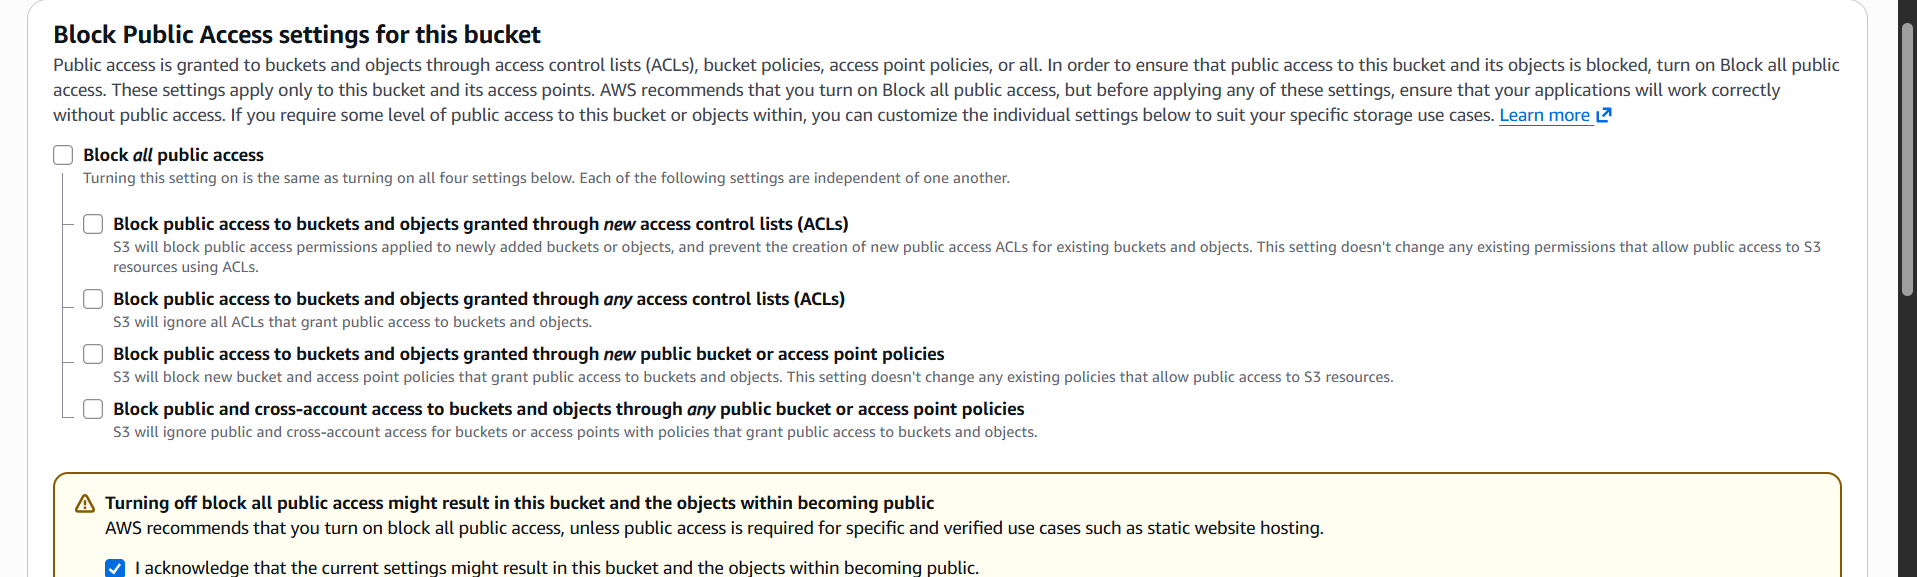 Block Public Access settings for this bucket
Public access is granted to buckets and objects through access control lists (ACLs), bucket policies, access point policies, or all. In order to ensure that public access to this bucket and its objects is blocked, turn on Block all public
access. These settings apply only to this bucket and its access points. AWS recommends that you turn on Block all public access, but before applying any of these settings, ensure that your applications will work correctly
without public access. If you require some level of public access to this bucket or objects within, you can customize the individual settings below to suit your specific storage use cases. Learn more
Block all public access
Turning this setting on is the same as turning on all four settings below. Each of the following settings are independent of one another.
Block public access to buckets and objects granted through new access control lists (ACLs)
S3 will block public access permissions applied to newly added buckets or objects, and prevent the creation of new public access ACLs for existing buckets and objects. This setting doesn't change any existing permissions that allow public access to S3
resources using ACLs.
Block public access to buckets and objects granted through any access control lists (ACLs)
S3 will ignore all ACLs that grant public access to buckets and objects.
Block public access to buckets and objects granted through new public bucket or access point policies
S3 will block new bucket and access point policies that grant public access to buckets and objects. This setting doesn't change any existing policies that allow public access to S3 resources.
Block public and cross-account access to buckets and objects through any public bucket or access point policies
S3 will ignore public and cross-account access for buckets or access points with policies that grant public access to buckets and objects.
Turning off block all public access might result in this bucket and the objects within becoming public
AWS recommends that you turn on block all public access, unless public access is required for specific and verified use cases such as static website hosting.
I acknowledge that the current settings might result in this bucket and the objects within becoming public.